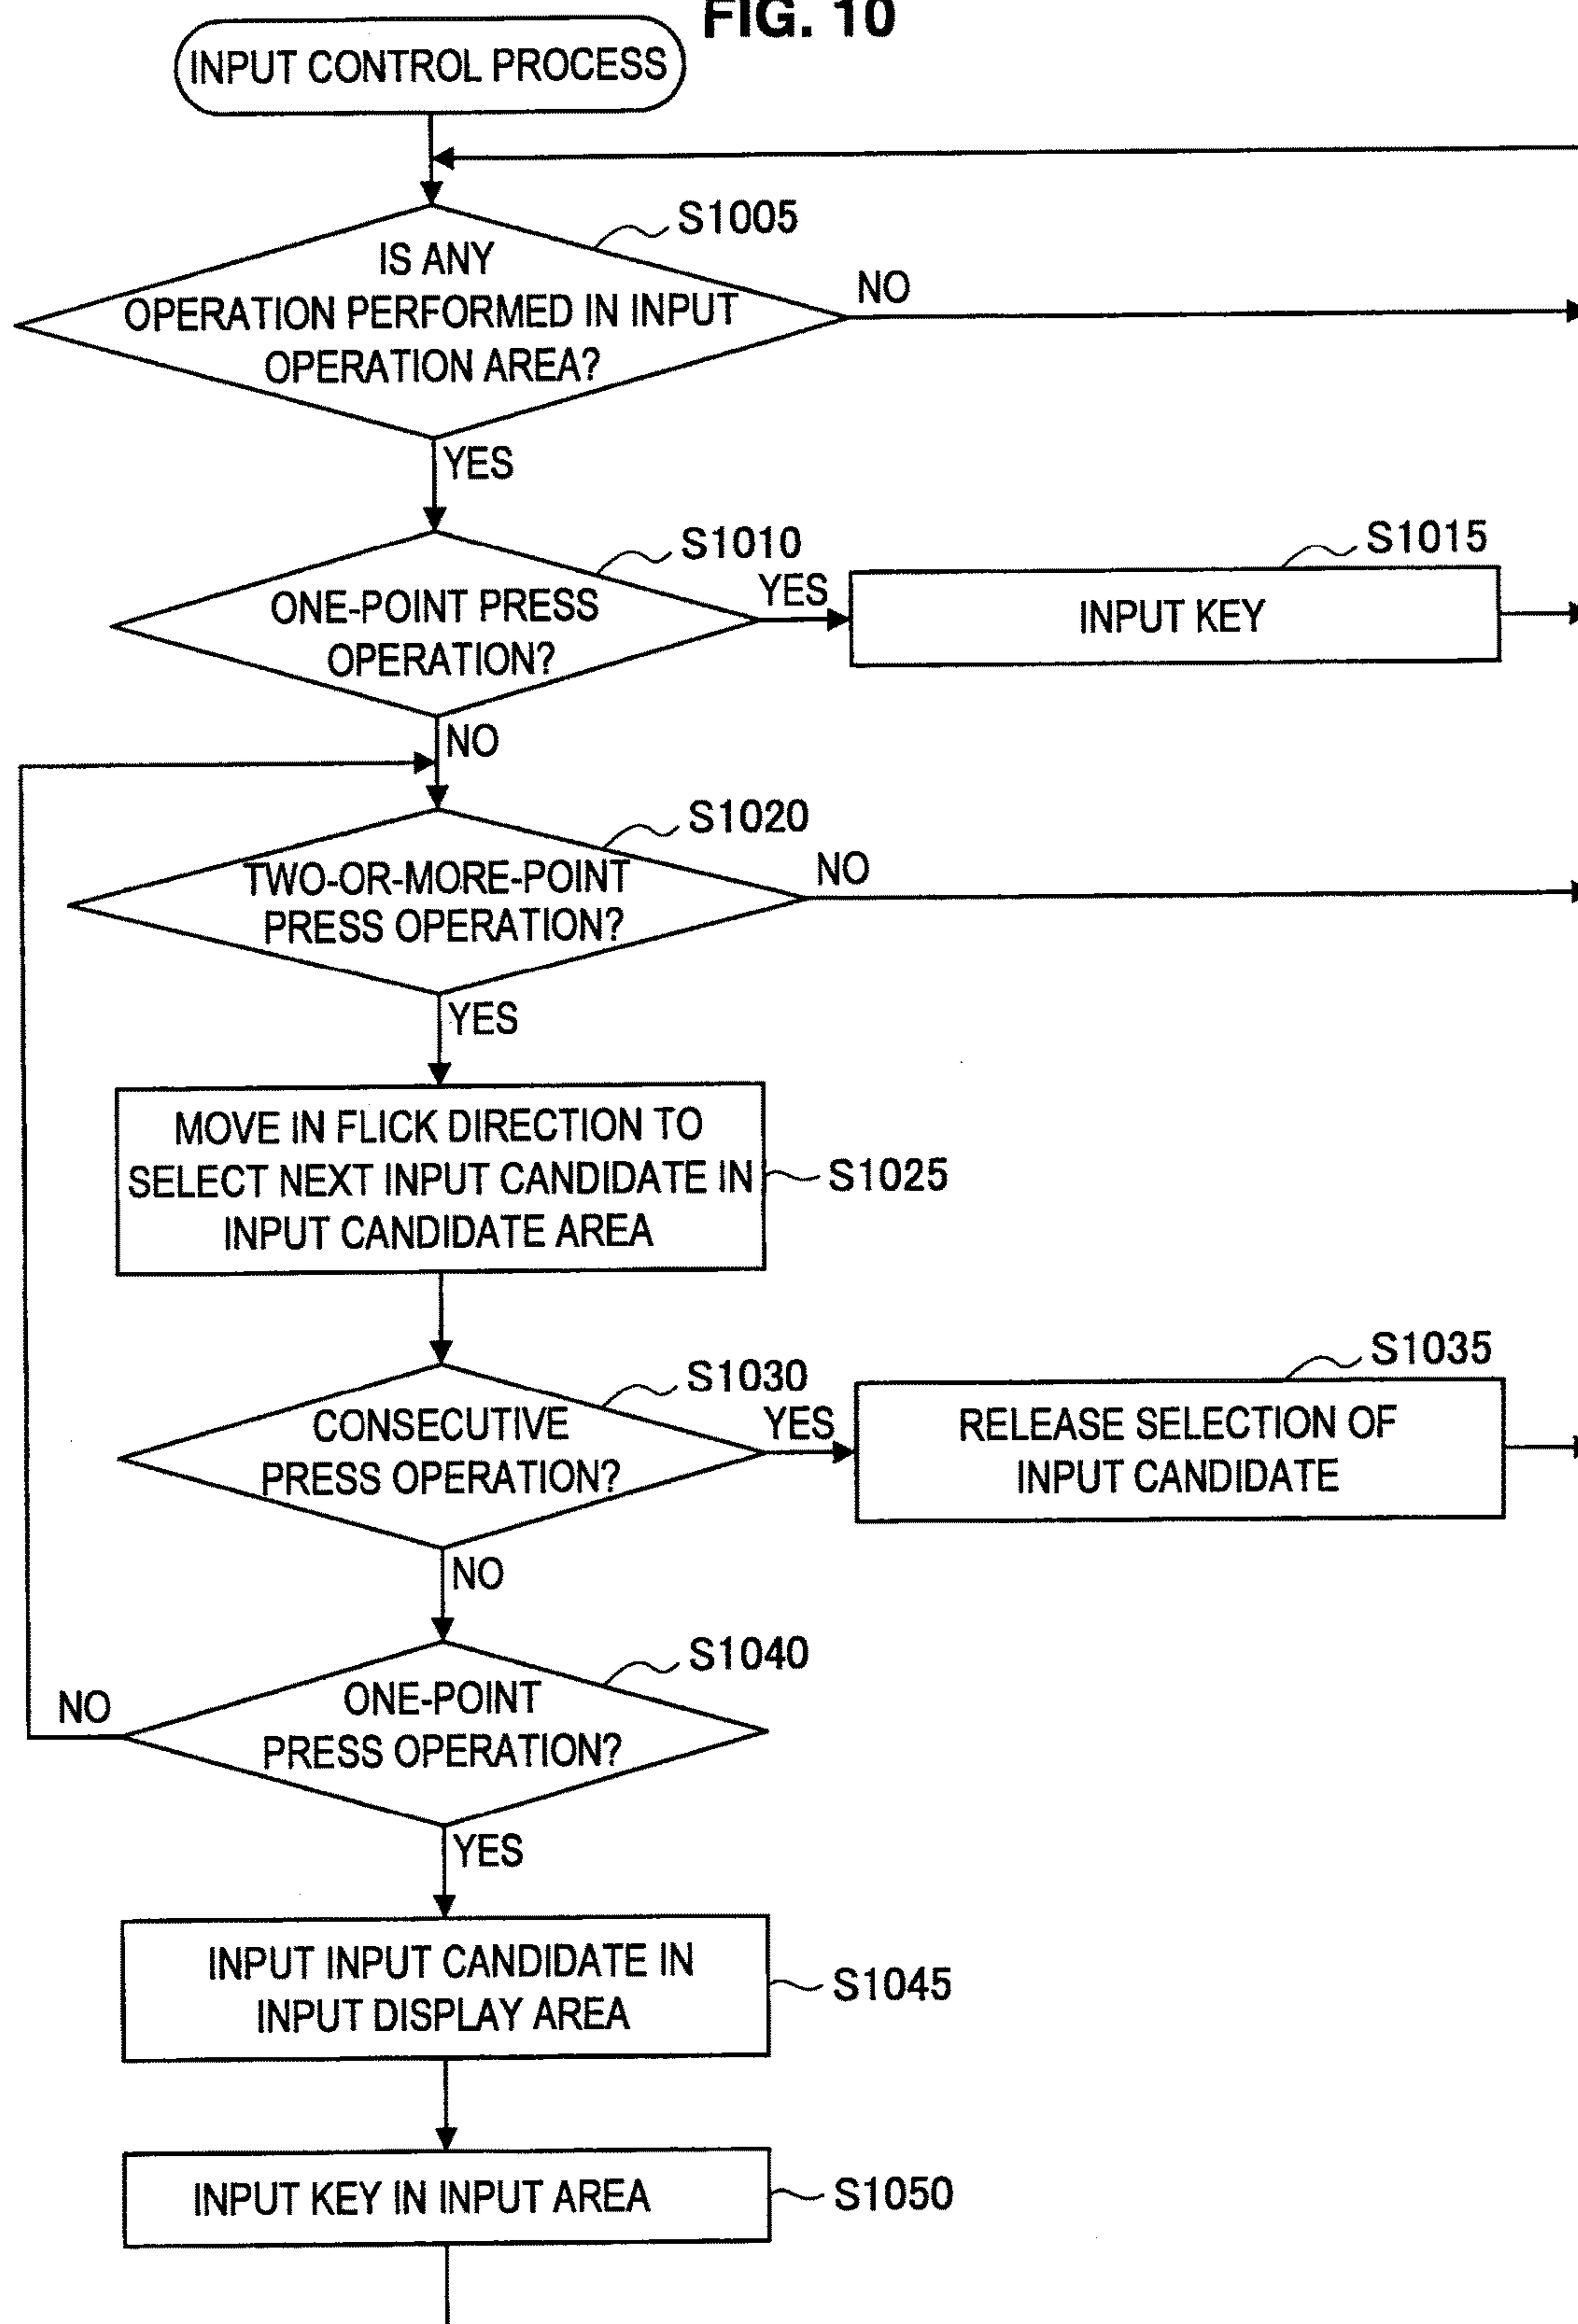 FIG. 10
INPUT CONTROL PROCESS
S1005
IS ANY
OPERATION PERFORMED IN INPUT
OPERATION AREA?
NO
YES
S1010
ONE-POINT PRESS
OPERATION?
YES
S1015
INPUT KEY
NO
S1020
TWO-OR-MORE-POINT
PRESS OPERATION?
NO
YES
MOVE IN FLICK DIRECTION TO
SELECT NEXT INPUT CANDIDATE IN
INPUT CANDIDATE AREA
S1025
S1030
CONSECUTIVE
PRESS OPERATION?
YES
S1035
RELEASE SELECTION OF
INPUT CANDIDATE
NO
S1040
ONE-POINT
PRESS OPERATION?
NO
YES
INPUT INPUT CANDIDATE IN
INPUT DISPLAY AREA
S1045
INPUT KEY IN INPUT AREA
S1050